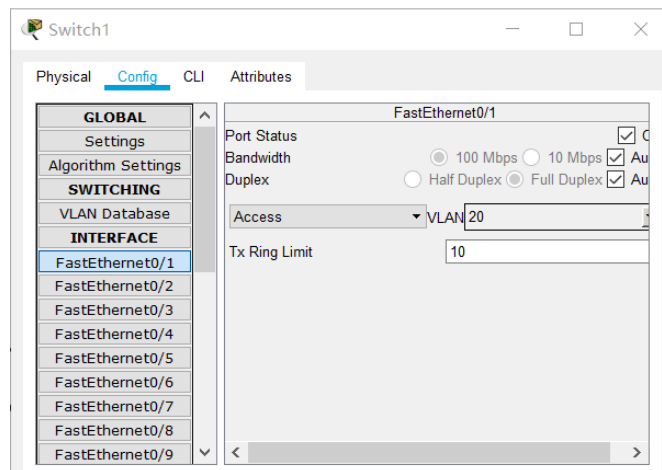 Switch1
Physical Config CLI Attributes
GLOBAL
Settings
Algorithm Settings
SWITCHING
VLAN Database
INTERFACE
FastEthernet0/1
FastEthernet0/2
FastEthernet0/3
FastEthernet0/4
FastEthernet0/5
FastEthernet0/6
FastEthernet0/7
FastEthernet0/8
FastEthernet0/9
FastEthernet0/1
Port Status
Bandwidth 100 Mbps 10 Mbps Au
Duplex Half Duplex Full Duplex Au
Access VLAN 20
Tx Ring Limit 10